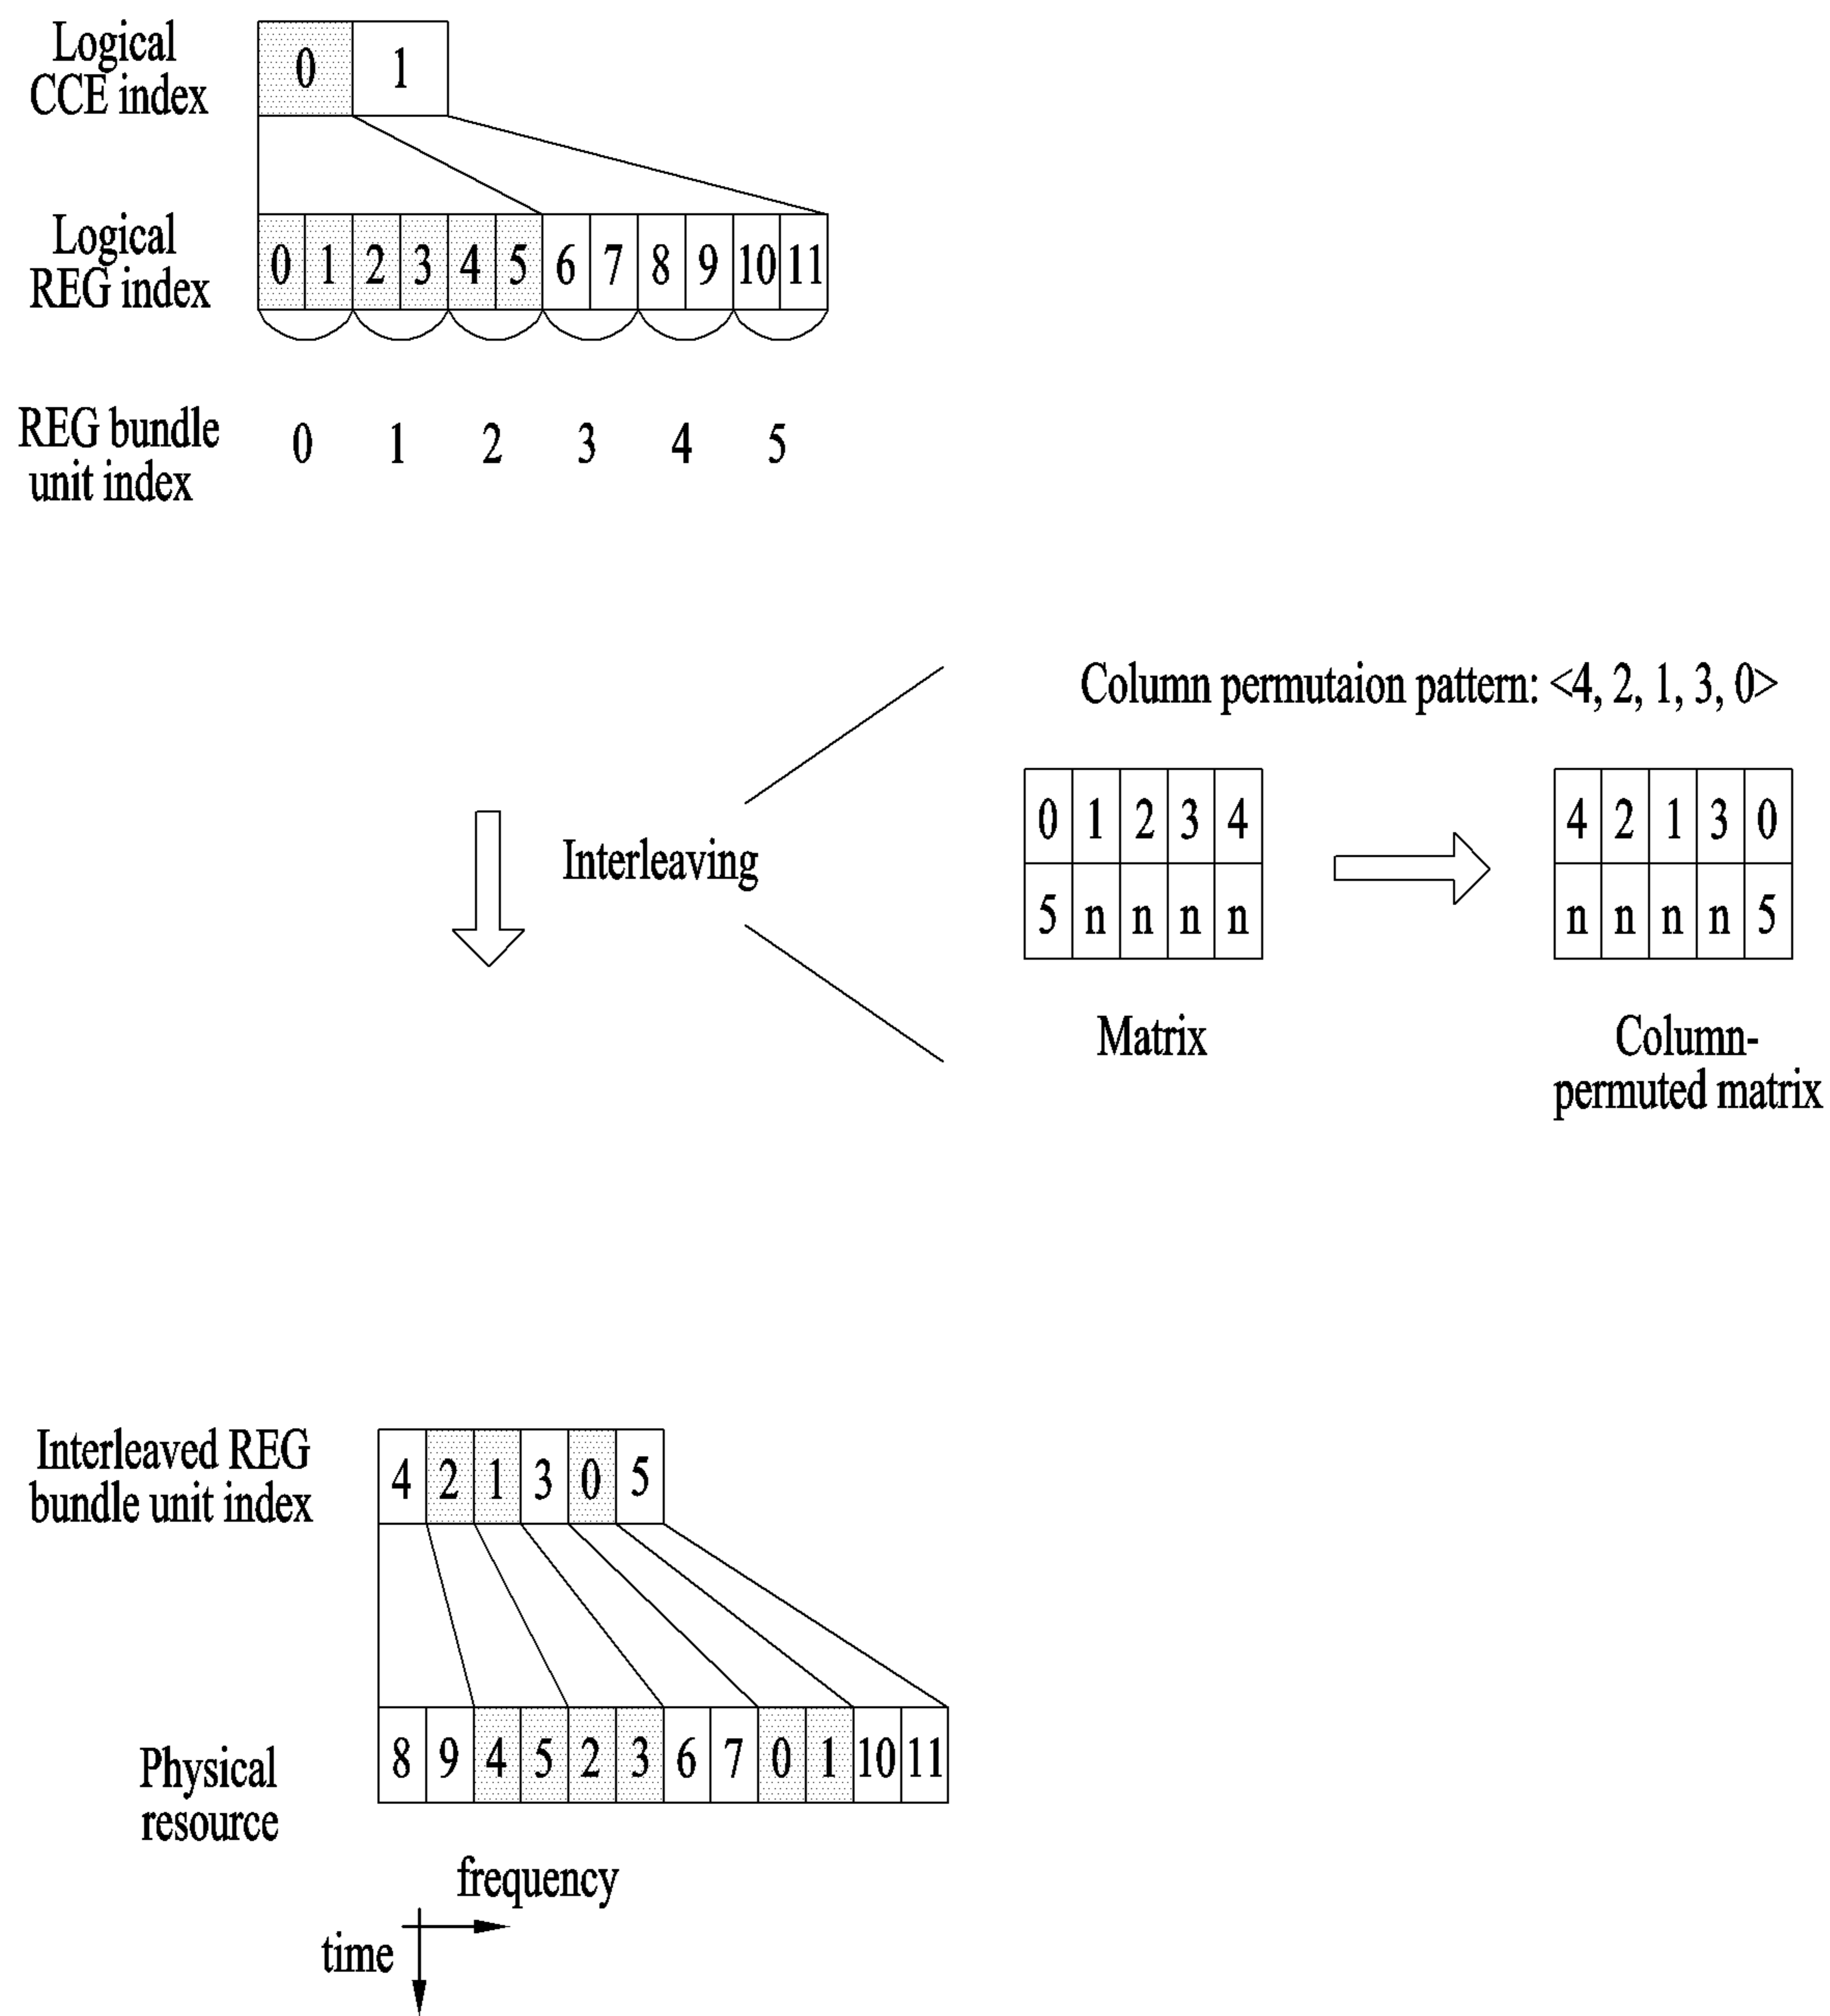 Logical
CCE index
0 1
Logical
REG index
0 1 2 3 4 5 6 7 8 9 10 11
REG bundle
unit index
0 1 2 3 4 5
Column permutaion pattern: <4, 2, 1, 3, 0>
Interleaving
0 1 2 3 4
5 n n n n
Matrix
4 2 1 3 0
n n n n 5
Column-
permuted matrix
Interleaved REG
bundle unit index
4 2 1 3 0 5
Physical
resource
8 9 4 5 2 3 6 7 0 1 10 11
frequency
time